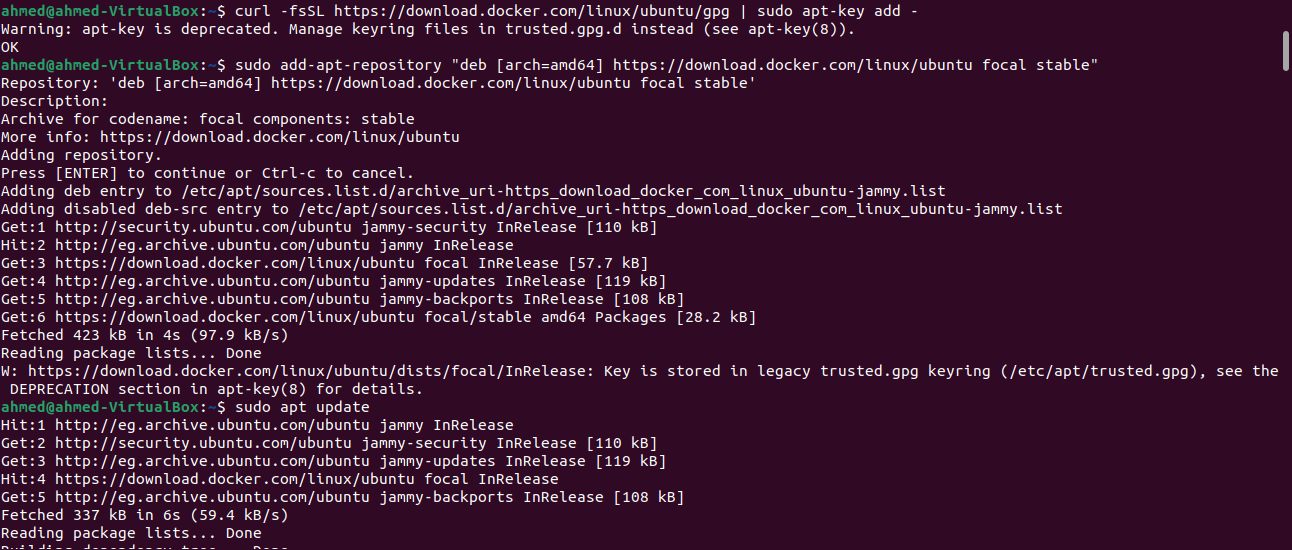 ahmed@ahmed-VirtualBox:~$ curl -fsSL https://download.docker.com/linux/ubuntu/gpg | sudo apt-key add -
Warning: apt-key is deprecated. Manage keyring files in trusted.gpg.d instead (see apt-key(8)).
OK
ahmed@ahmed-VirtualBox:~$ sudo add-apt-repository "deb [arch=amd64] https://download.docker.com/linux/ubuntu focal stable"
Repository: 'deb [arch=amd64] https://download.docker.com/linux/ubuntu focal stable'
Description:
Archive for codename: focal components: stable
More info: https://download.docker.com/linux/ubuntu
Adding repository.
Press [ENTER] to continue or Ctrl-c to cancel.
Adding deb entry to /etc/apt/sources.list.d/archive_uri-https_download_docker_com_linux_ubuntu-jammy.list
Adding disabled deb-src entry to /etc/apt/sources.list.d/archive_uri-https_download_docker_com_linux_ubuntu-jammy.list
Get:1 http://security.ubuntu.com/ubuntu jammy-security InRelease [110 kB]
Hit:2 http://eg.archive.ubuntu.com/ubuntu jammy InRelease
Get:3 https://download.docker.com/linux/ubuntu focal InRelease [57.7 kB]
Get:4 http://eg.archive.ubuntu.com/ubuntu jammy-updates InRelease [119 kB]
Get:5 http://eg.archive.ubuntu.com/ubuntu jammy-backports InRelease [108 kB]
Get:6 https://download.docker.com/linux/ubuntu focal/stable amd64 Packages [28.2 kB]
Fetched 423 kB in 4s (97.9 kB/s)
Reading package lists... Done
W: https://download.docker.com/linux/ubuntu/dists/focal/InRelease: Key is stored in legacy trusted.gpg keyring (/etc/apt/trusted.gpg), see the
 DEPRECATION section in apt-key(8) for details.
ahmed@ahmed-VirtualBox:~$ sudo apt update
Hit:1 http://eg.archive.ubuntu.com/ubuntu jammy InRelease
Get:2 http://security.ubuntu.com/ubuntu jammy-security InRelease [110 kB]
Get:3 http://eg.archive.ubuntu.com/ubuntu jammy-updates InRelease [119 kB]
Hit:4 https://download.docker.com/linux/ubuntu focal InRelease
Get:5 http://eg.archive.ubuntu.com/ubuntu jammy-backports InRelease [108 kB]
Fetched 337 kB in 6s (59.4 kB/s)
Reading package lists... Done
Building dependency tree... Done